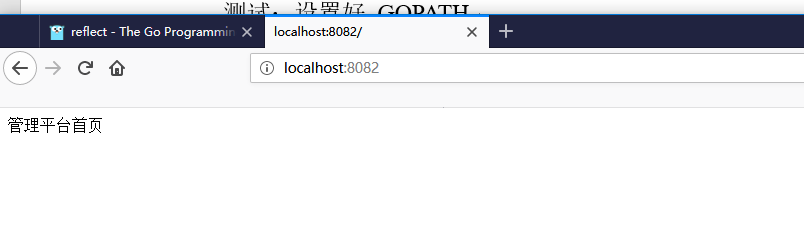 测试： 设置好 GOPATH
reflect - The Go Programmin
localhost:8082/
localhost:8082
管理平台首页